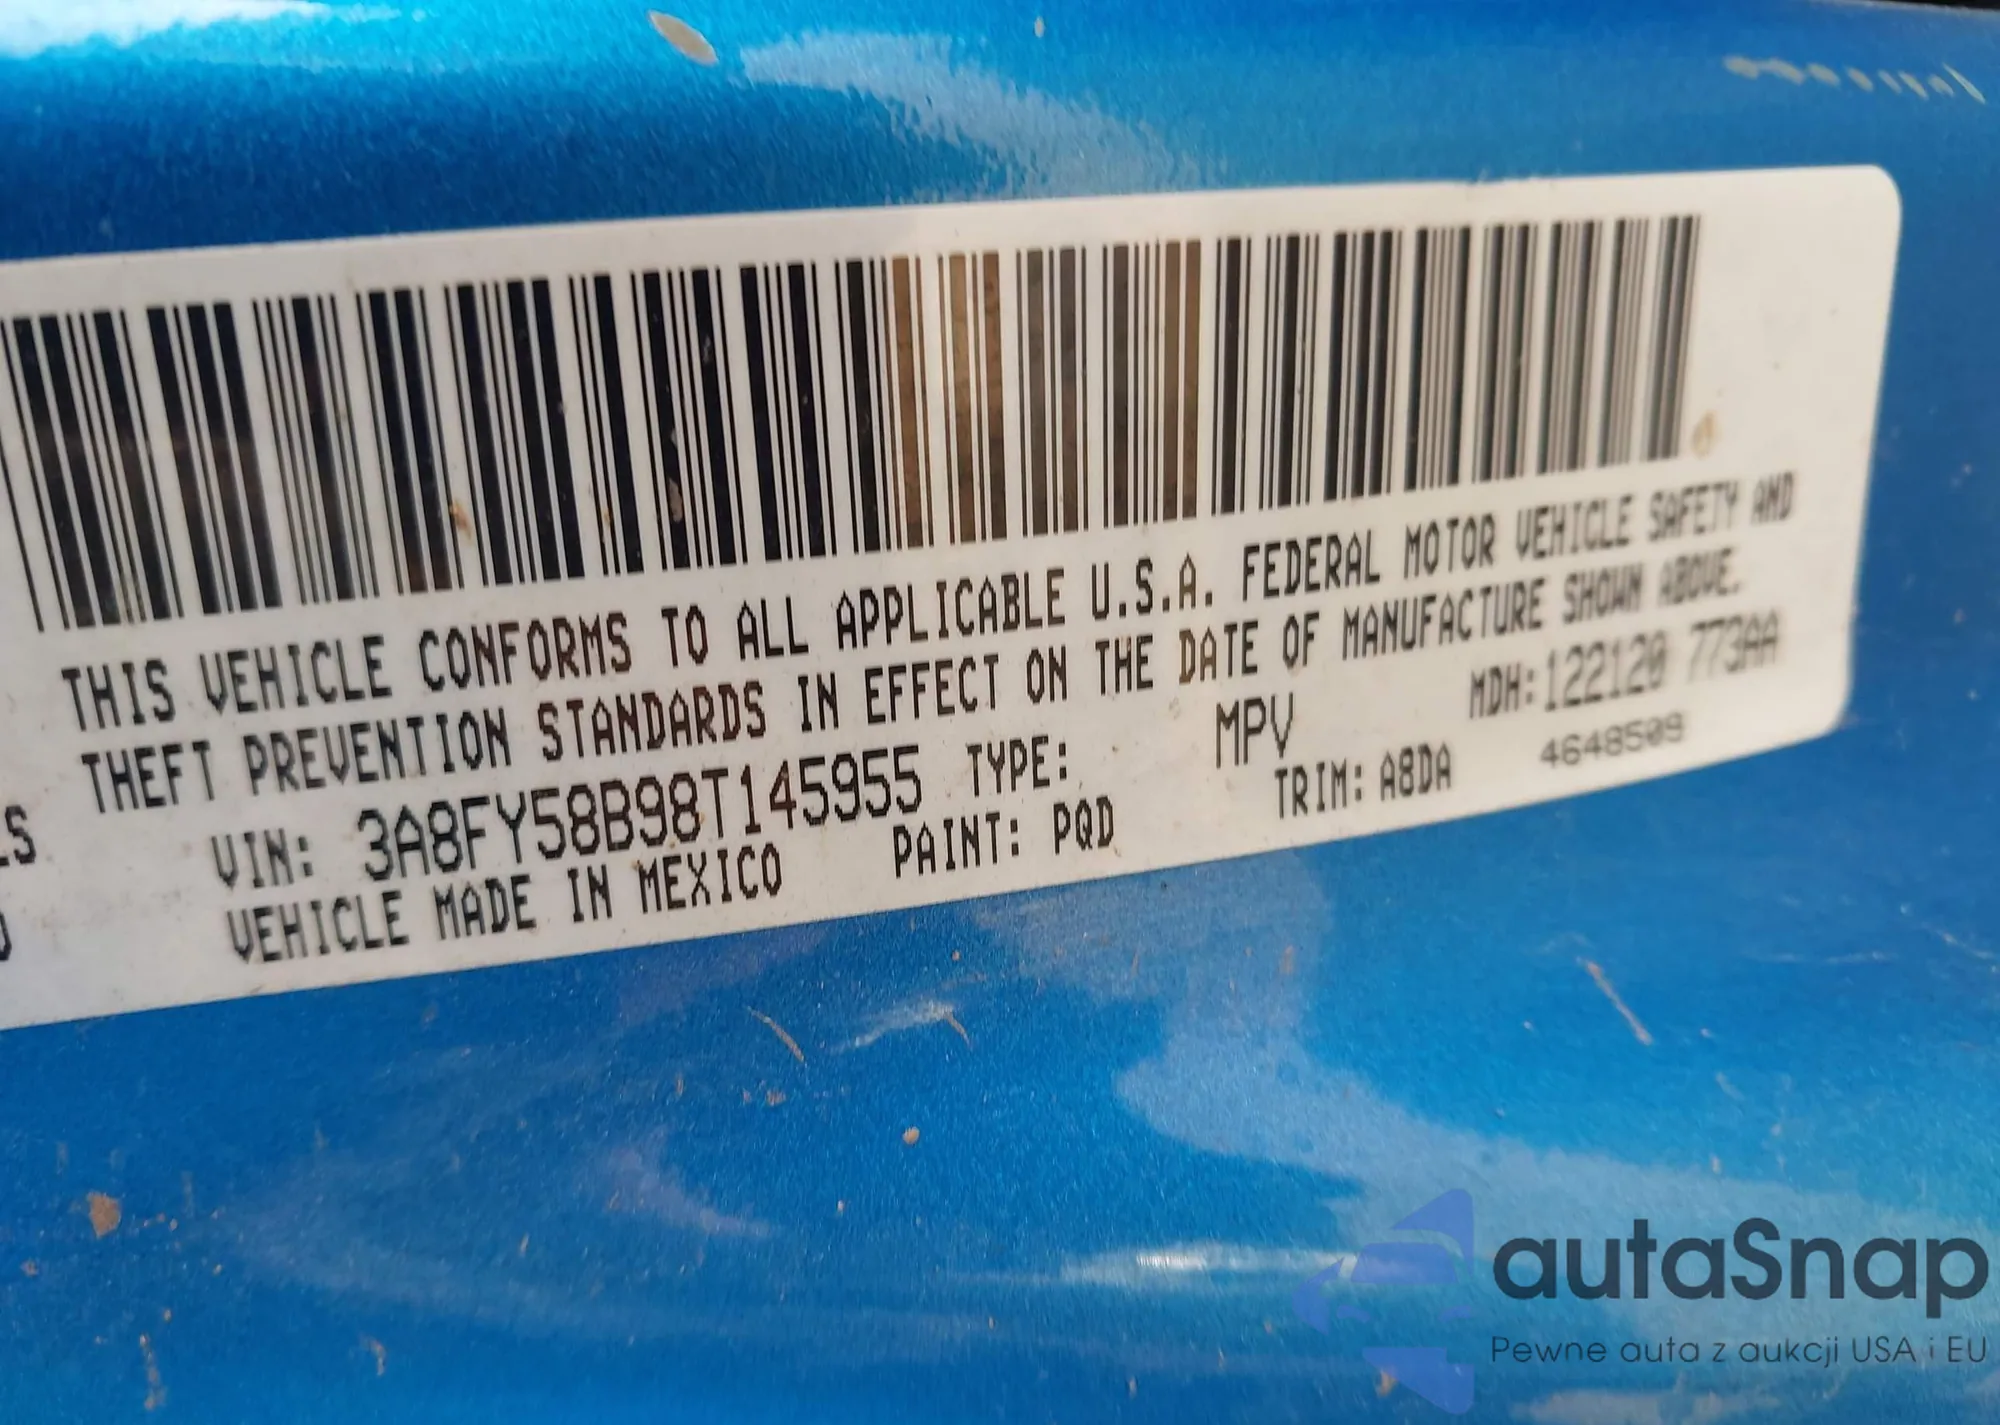 THIS VEHICLE CONFORMS TO ALL APPLICABLE U.S.A. FEDERAL MOTOR VEHICLE SAFETY AND
THEFT PREVENTION STANDARDS IN EFFECT ON THE DATE OF MANUFACTURE SHOWN ABOVE.
VIN: 3A8FY58B98T145955 TYPE: MPV MDH:122120 773AA
VEHICLE MADE IN MEXICO PAINT: PQD TRIM: A8DA 4648509
autaSnap
Pewne auta z aukcji USA i EU